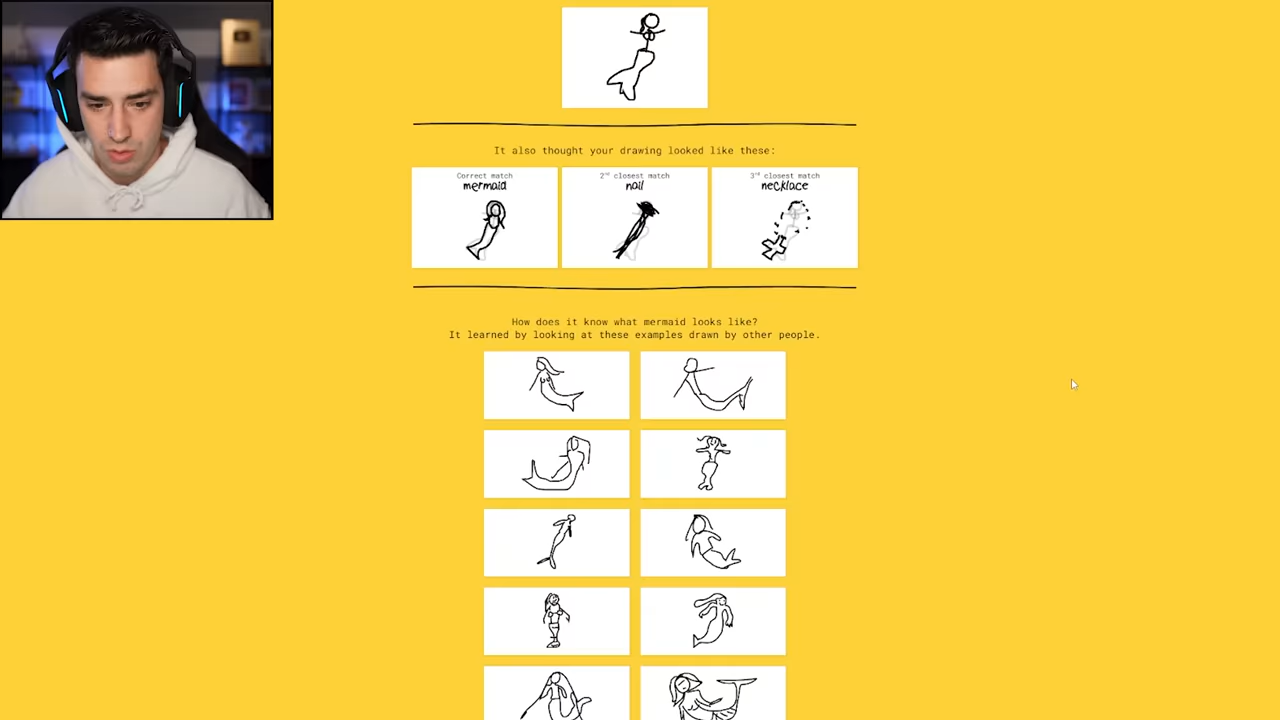 It also thought your drawing looked like these:
Correct match
mermaid
2nd closest match
nail
3rd closest match
necklace
How does it know what mermaid looks like?
It learned by looking at these examples drawn by other people.